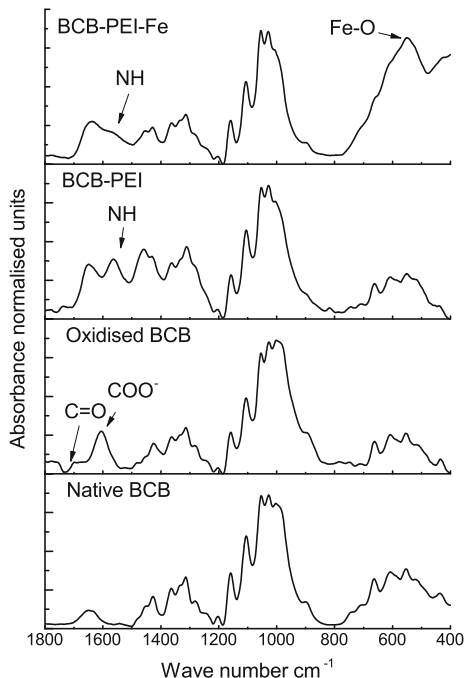 BCB-PEI-Fe
Fe-O
NH
BCB-PEI
NH
Oxidised BCB
COO⁻
C=O
Native BCB
Absorbance normalised units
1800 1600 1400 1200 1000 800 600 400
Wave number cm⁻¹